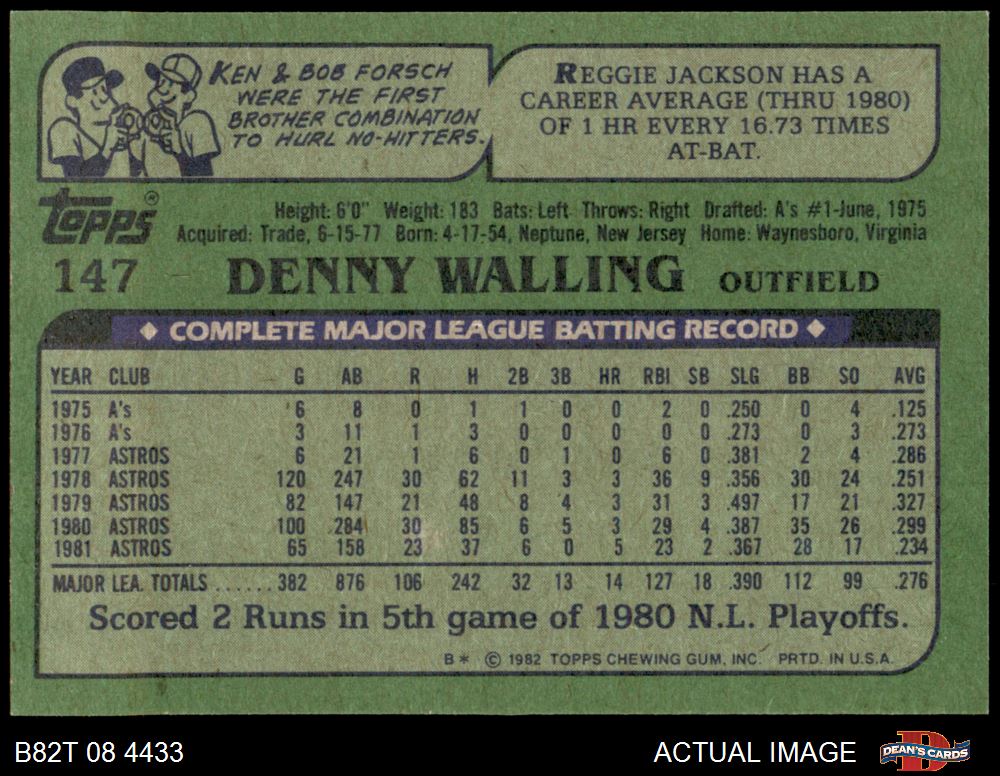 KEN & BOB FORSCH
WERE THE FIRST
BROTHER COMBINATION
TO HURL NO-HITTERS.
REGGIE JACKSON HAS A
CAREER AVERAGE (THRU 1980)
OF 1 HR EVERY 16.73 TIMES
AT-BAT.
topps®
Height: 6'0" Weight: 183 Bats: Left Throws: Right Drafted: A's #1-June, 1975
Acquired: Trade, 6-15-77 Born: 4-17-54, Neptune, New Jersey Home: Waynesboro, Virginia
147 DENNY WALLING OUTFIELD
♦ COMPLETE MAJOR LEAGUE BATTING RECORD ♦
YEAR CLUB G AB R H 2B 3B HR RBI SB SLG BB SO AVG
1975 A's 6 8 0 1 1 0 0 2 0 .250 0 4 .125
1976 A's 3 11 1 3 0 0 0 0 0 .273 0 3 .273
1977 ASTROS 6 21 1 6 0 1 0 6 0 .381 2 4 .286
1978 ASTROS 120 247 30 62 11 3 3 36 9 .356 30 24 .251
1979 ASTROS 82 147 21 48 8 4 3 31 3 .497 17 21 .327
1980 ASTROS 100 284 30 85 6 5 3 29 4 .387 35 26 .299
1981 ASTROS 65 158 23 37 6 0 5 23 2 .367 28 17 .234
MAJOR LEA. TOTALS ...... 382 876 106 242 32 13 14 127 18 .390 112 99 .276
Scored 2 Runs in 5th game of 1980 N.L. Playoffs.
B* © 1982 TOPPS CHEWING GUM, INC. PRTD. IN U.S.A.
B82T 08 4433
ACTUAL IMAGE
D
DEAN'S CARDS